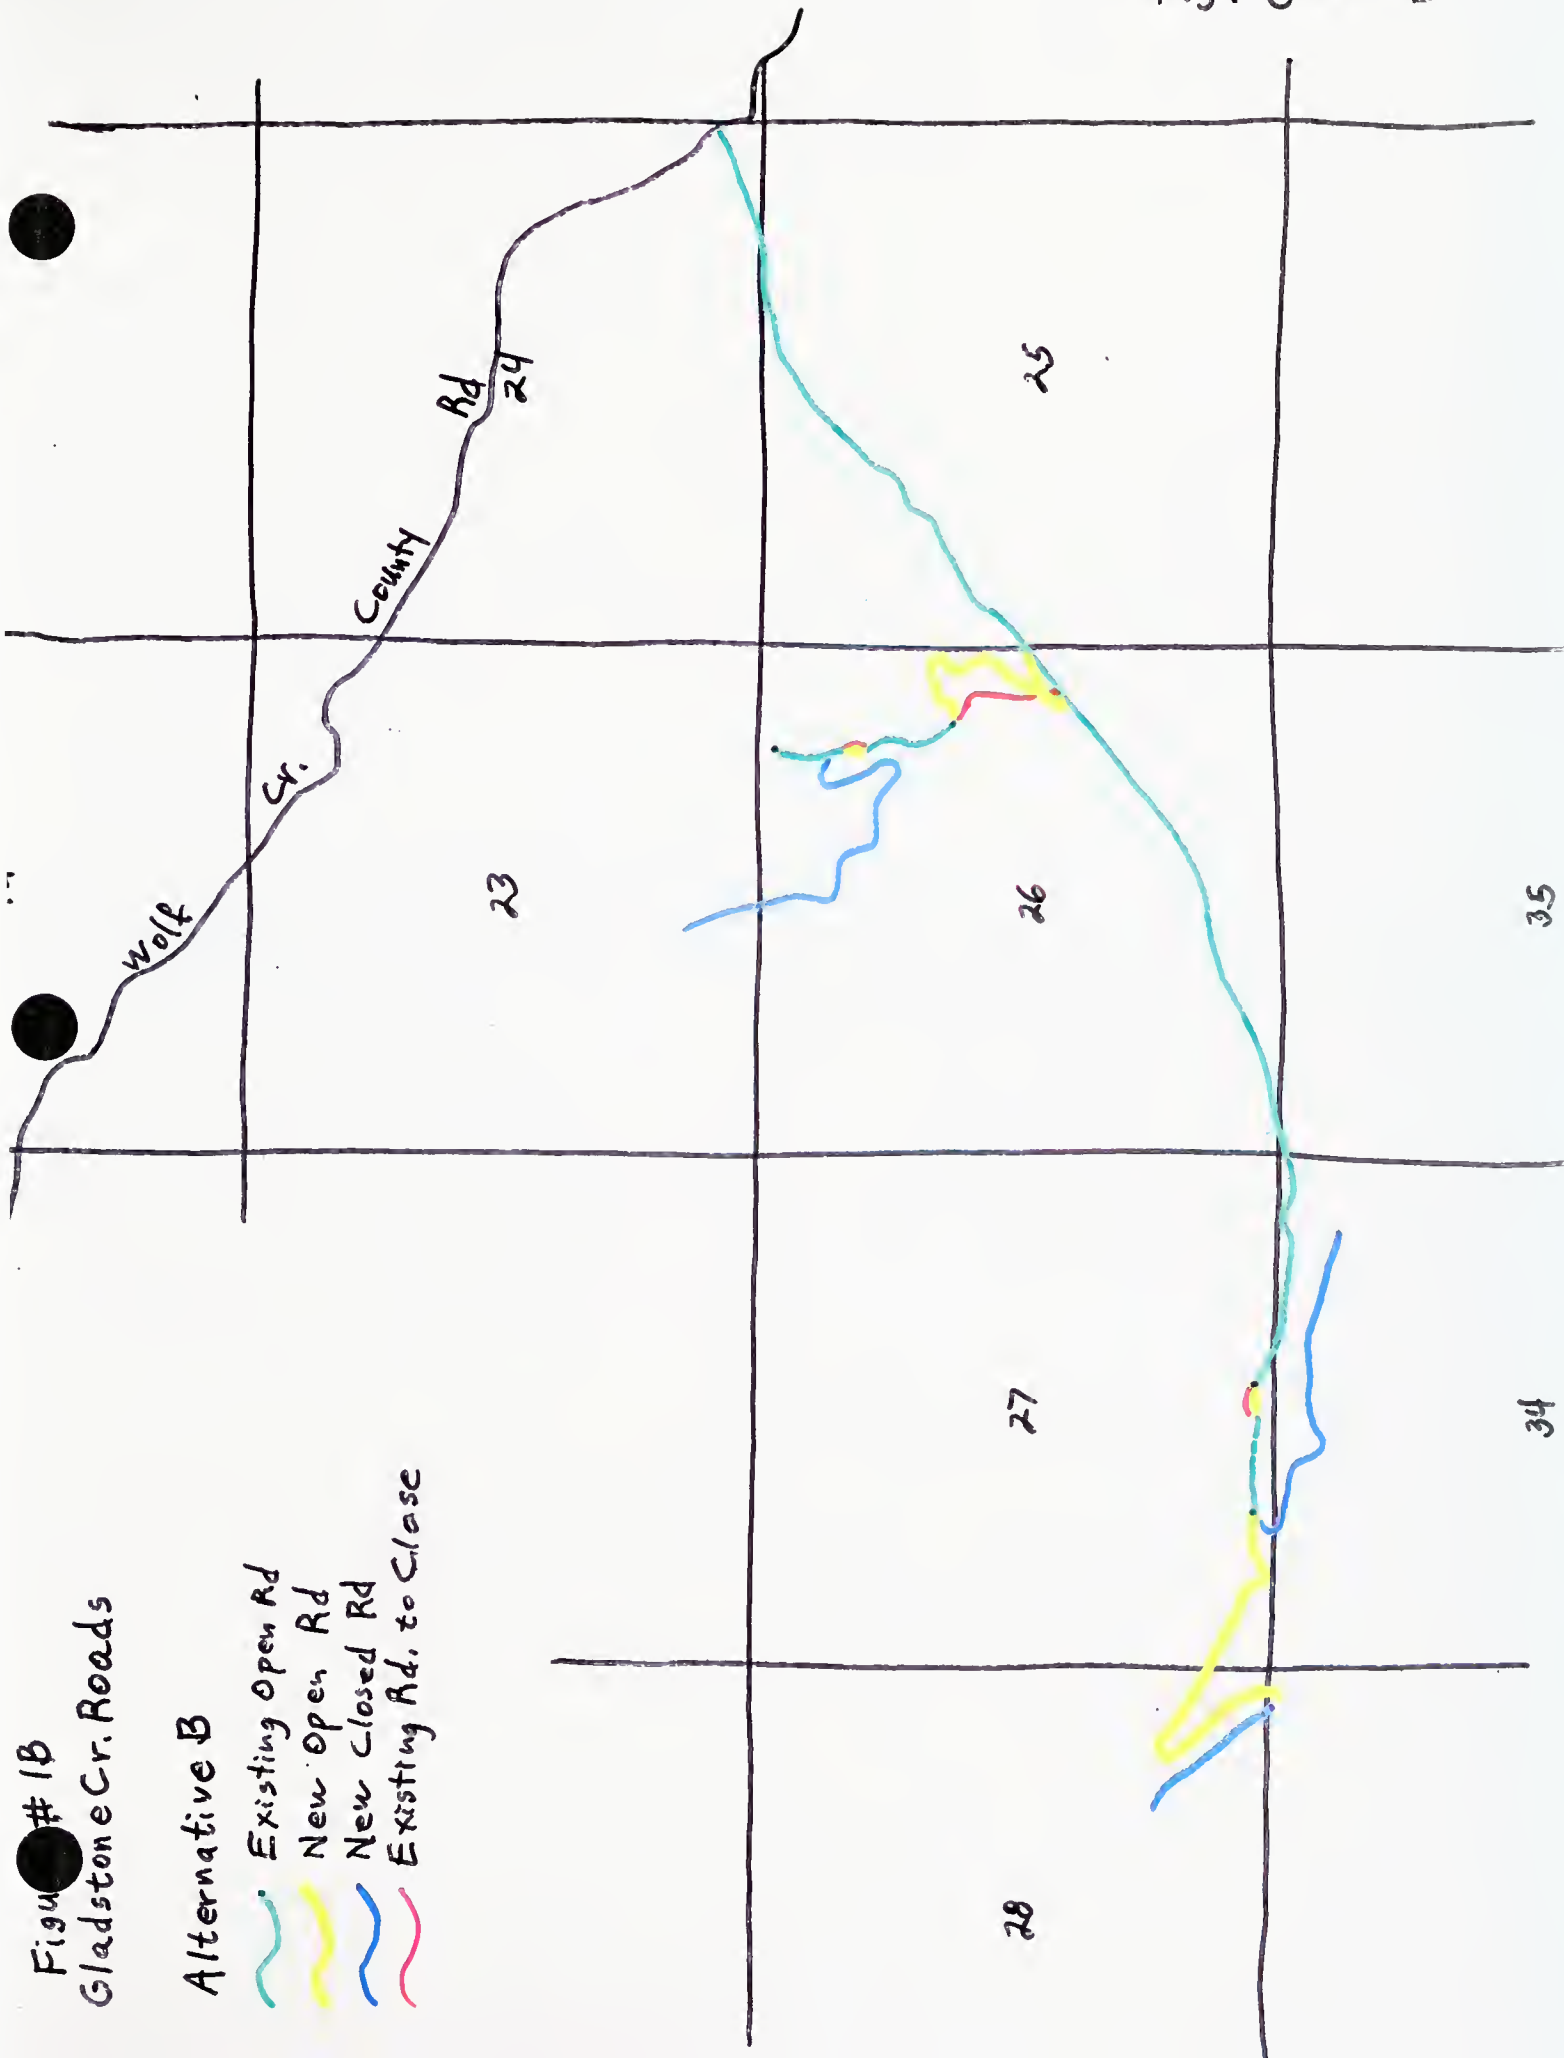 Figu #1B
Gladstone Cr. Roads
Alternative B
Existing Open Rd
New Open Rd
New Closed Rd
Existing Rd. to Close
Wolf Cr. County Rd
24
23
25
26
27
28
35
34